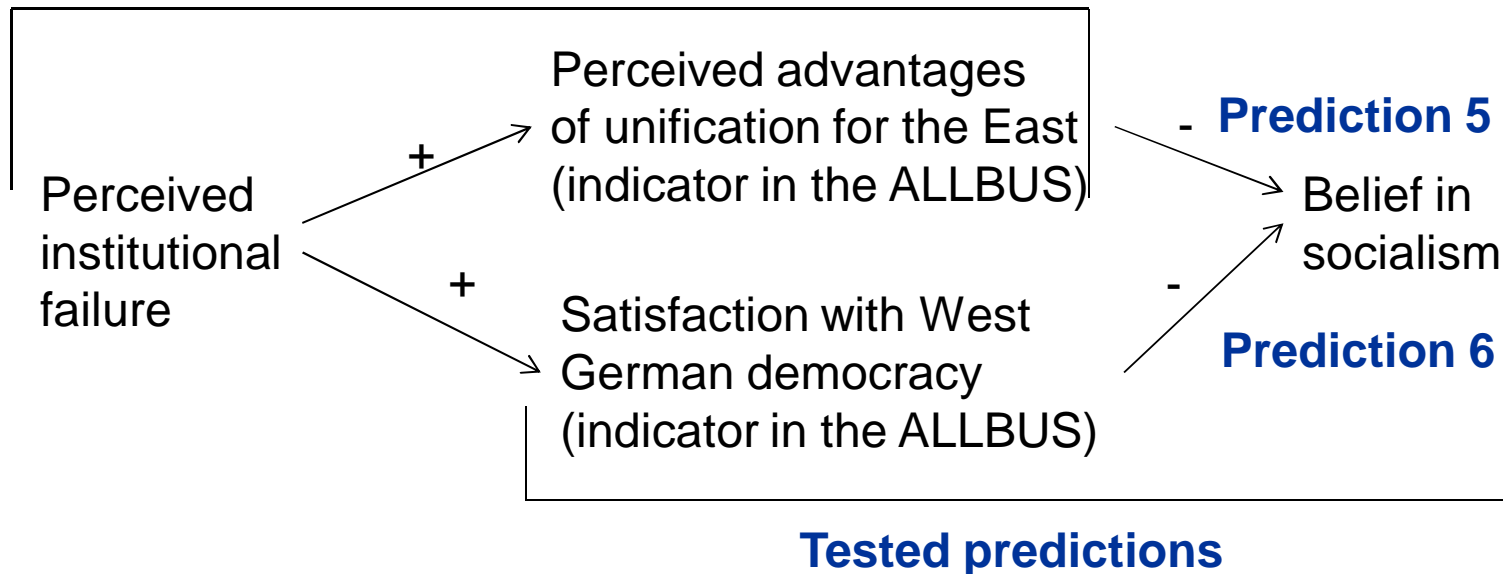 Perceived advantages
of unification for the East
(indicator in the ALLBUS)
+
- Prediction 5
Perceived
institutional
failure
Belief in
socialism
+
-
Satisfaction with West
German democracy
(indicator in the ALLBUS)
Prediction 6
Tested predictions